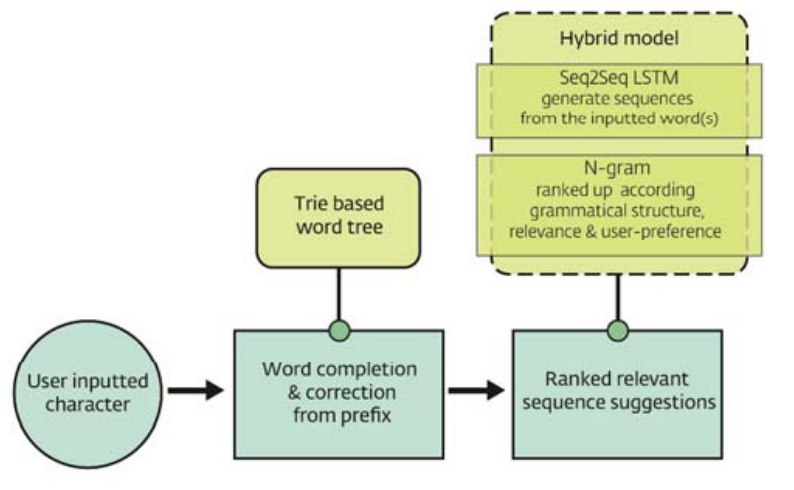 Hybrid model
Seq2Seq LSTM
generate sequences
from the inputted word(s)
N-gram
ranked up according
grammatical structure,
relevance & user-preference
Trie based
word tree
User inputted
character
Word completion
& correction
from prefix
Ranked relevant
sequence suggestions